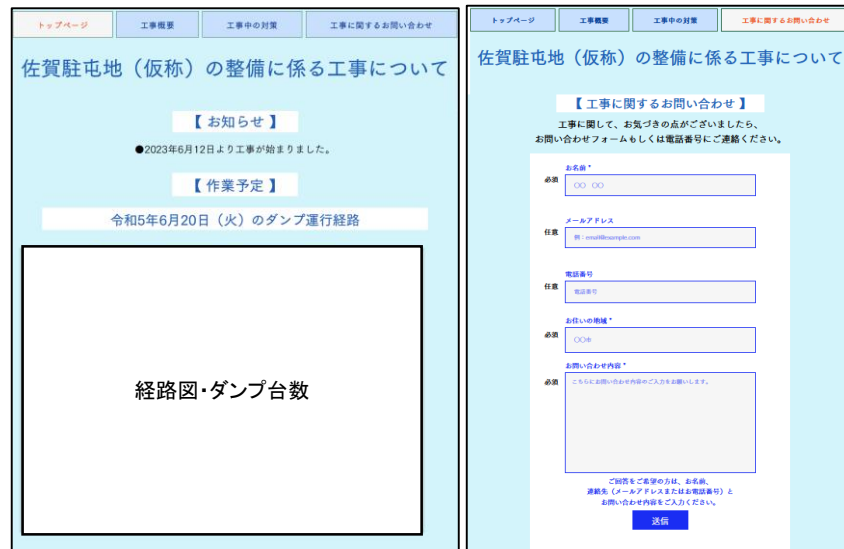 トップページ
工事概要
工事中の対策
工事に関するお問い合わせ
佐賀駐屯地（仮称）の整備に係る工事について
【 お知らせ 】
●2023年6月12日より工事が始まりました。
【 作業予定 】
令和5年6月20日（火）のダンプ運行経路
経路図・ダンプ台数
トップページ
工事概要
工事中の対策
工事に関するお問い合わせ
佐賀駐屯地（仮称）の整備に係る工事について
【 工事に関するお問い合わせ 】
工事に関して、お気づきの点がございましたら、
お問い合わせフォームもしくは電話番号にご連絡ください。
お名前 *
必須
〇〇 〇〇
メールアドレス
任意
例：email@example.com
電話番号
任意
電話番号
お住いの地域 *
必須
〇〇市
お問い合わせ内容 *
必須
こちらにお問い合わせ内容のご入力をお願いします。
ご回答をご希望の方は、お名前、
連絡先（メールアドレスまたはお電話番号）と
お問い合わせ内容をご入力ください。
送信